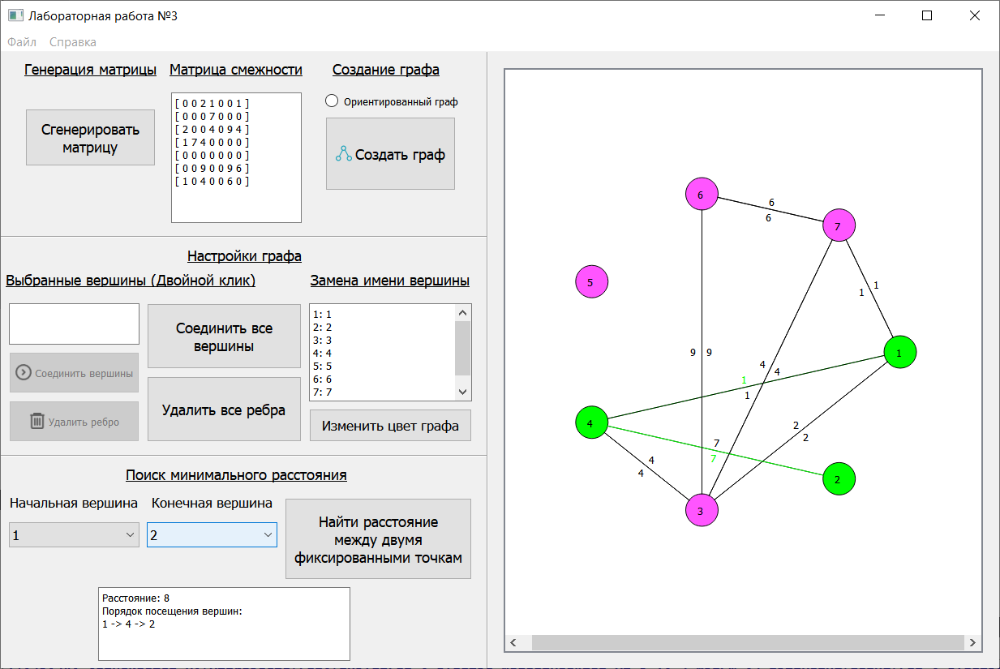 Лабораторная работа №3
Файл Справка
Генерация матрицы
Сгенерировать
матрицу
Матрица смежности
[ 0 0 2 1 0 0 1 ]
[ 0 0 0 7 0 0 0 ]
[ 2 0 0 4 0 9 4 ]
[ 1 7 4 0 0 0 0 ]
[ 0 0 0 0 0 0 0 ]
[ 0 0 9 0 0 9 6 ]
[ 1 0 4 0 0 6 0 ]
Создание графа
Ориентированный граф
Создать граф
Настройки графа
Выбранные вершины (Двойной клик)
Соединить вершины
Удалить ребро
Соединить все
вершины
Удалить все ребра
Замена имени вершины
1: 1
2: 2
3: 3
4: 4
5: 5
6: 6
7: 7
Изменить цвет графа
Поиск минимального расстояния
Начальная вершина
1
Конечная вершина
2
Найти расстояние
между двумя
фиксированными точкам
Расстояние: 8
Порядок посещения вершин:
1 -> 4 -> 2
6
6
6
7
5
1
1
9 9
1
4
4
1
1
4
2
2
7
7
4
4
2
3